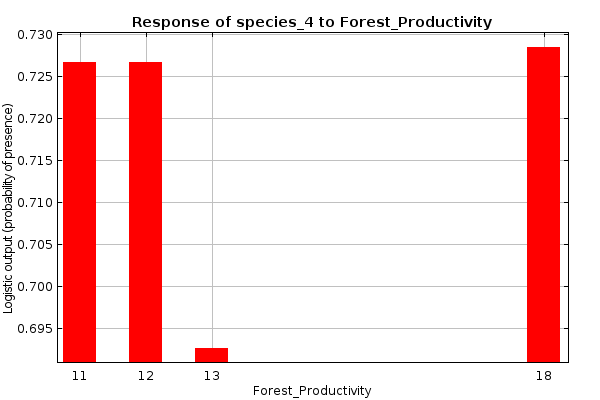 Response of species_4 to Forest_Productivity
Logistic output (probability of presence)
0.730
0.725
0.720
0.715
0.710
0.705
0.700
0.695
11 12 13 18
Forest_Productivity